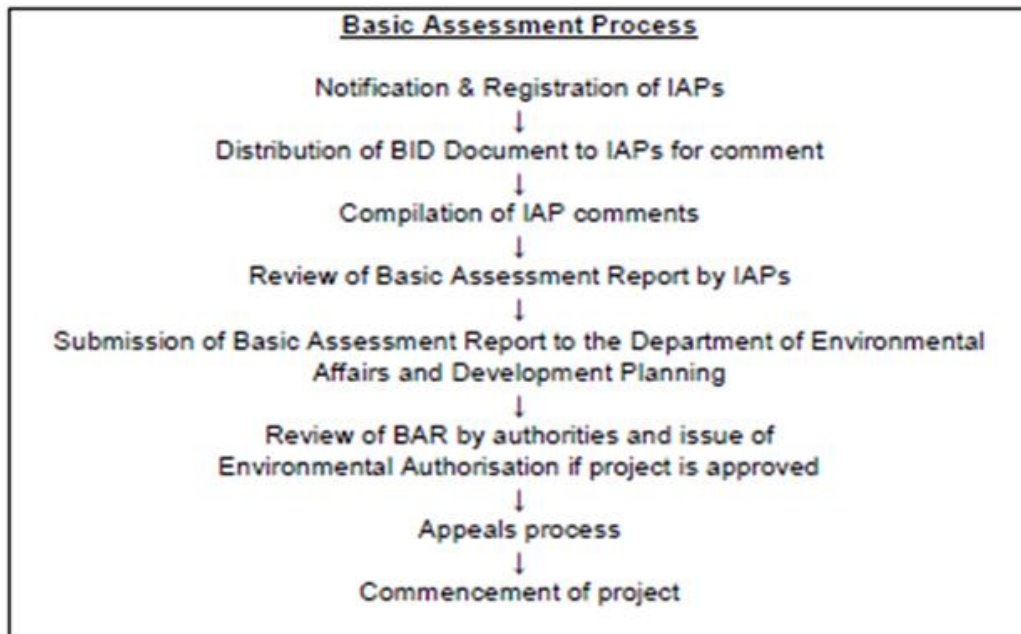 Basic Assessment Process
Notification & Registration of IAPs
↓
Distribution of BID Document to IAPs for comment
↓
Compilation of IAP comments
↓
Review of Basic Assessment Report by IAPs
↓
Submission of Basic Assessment Report to the Department of Environmental
Affairs and Development Planning
↓
Review of BAR by authorities and issue of
Environmental Authorisation if project is approved
↓
Appeals process
↓
Commencement of project